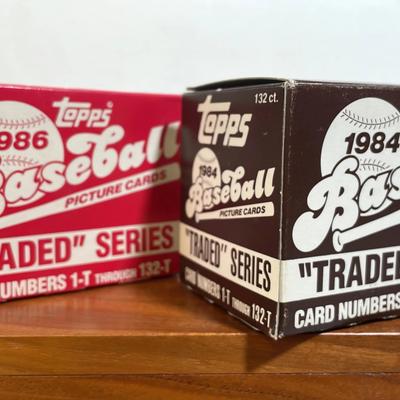 Topps
1986
Baseball
PICTURE CARDS
"TRADED" SERIES
NUMBERS 1-T THROUGH 132-T
132 ct.
Topps
1984
Baseball
PICTURE CARDS
"TRADED" SERIES
CARD NUMBERS 1-T THROUGH 132-T
1984
Bas
"TRADED
CARD NUMBERS